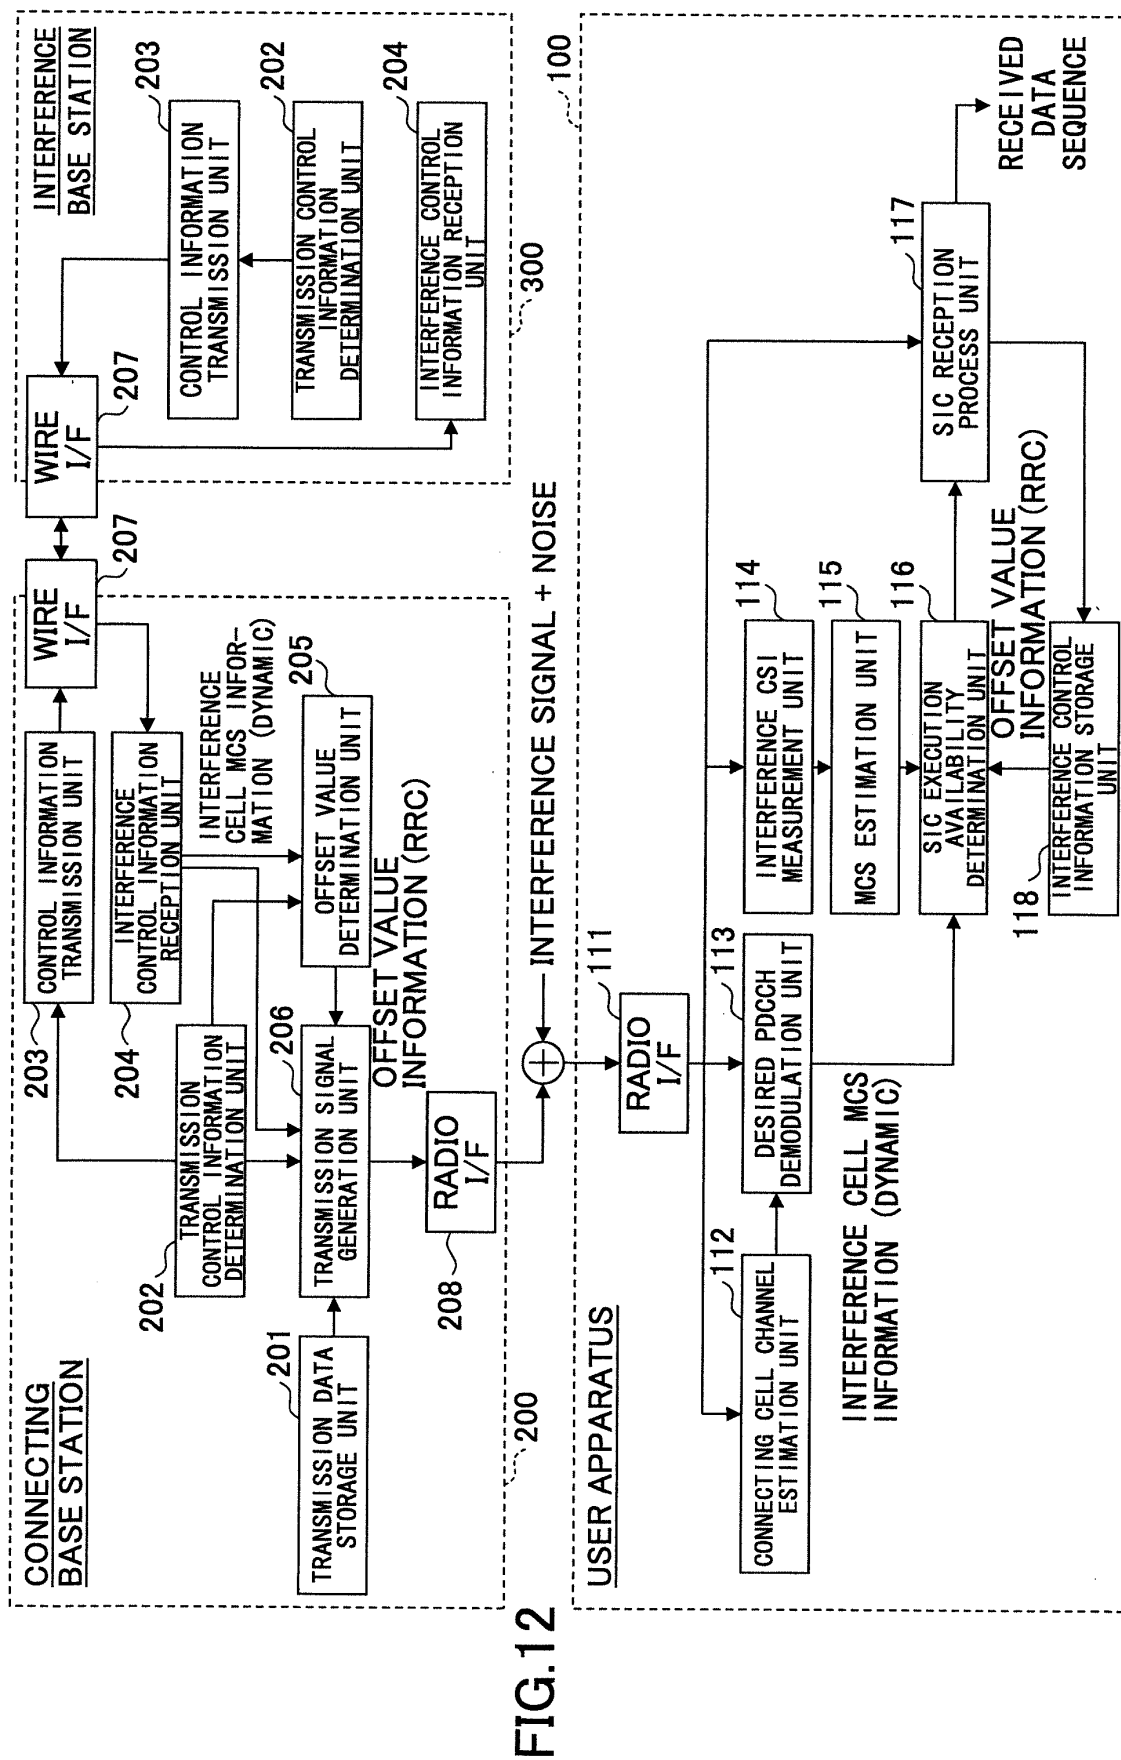 FIG.12
CONNECTING
BASE STATION
200
201
TRANSMISSION DATA
STORAGE UNIT
202
TRANSMISSION
CONTROL INFORMATION
DETERMINATION UNIT
203
CONTROL INFORMATION
TRANSMISSION UNIT
204
INTERFERENCE
CONTROL INFORMATION
RECEPTION UNIT
INTERFERENCE
CELL MCS INFOR-
MATION (DYNAMIC)
205
OFFSET VALUE
DETERMINATION UNIT
206
TRANSMISSION SIGNAL
GENERATION UNIT
OFFSET VALUE
INFORMATION (RRC)
208
RADIO
I/F
WIRE
I/F
207
WIRE
I/F
207
INTERFERENCE
BASE STATION
300
203
CONTROL INFORMATION
TRANSMISSION UNIT
202
TRANSMISSION CONTROL
INFORMATION
DETERMINATION UNIT
204
INTERFERENCE CONTROL
INFORMATION RECEPTION
UNIT
INTERFERENCE SIGNAL + NOISE
USER APPARATUS
100
111
RADIO
I/F
112
CONNECTING CELL CHANNEL
ESTIMATION UNIT
113
DESIRED PDCCH
DEMODULATION UNIT
INTERFERENCE CELL MCS
INFORMATION (DYNAMIC)
114
INTERFERENCE CSI
MEASUREMENT UNIT
115
MCS ESTIMATION UNIT
116
SIC EXECUTION
AVAILABILITY
DETERMINATION UNIT
OFFSET VALUE
INFORMATION (RRC)
118
INTERFERENCE CONTROL
INFORMATION STORAGE
UNIT
117
SIC RECEPTION
PROCESS UNIT
RECEIVED
DATA
SEQUENCE